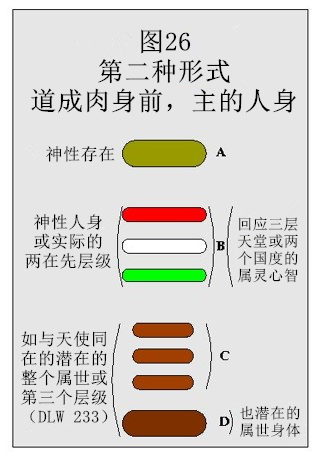 图26
第二种形式
道成肉身前，主的人身
神性存在 A
神性人身
或实际的
两在先层级
B
回应三层
天堂或两
个国度的
属灵心智
如与天使同
在的潜在的
整个属世或
第三个层级
（DLW 233）
C
D
也潜在的
属世身体